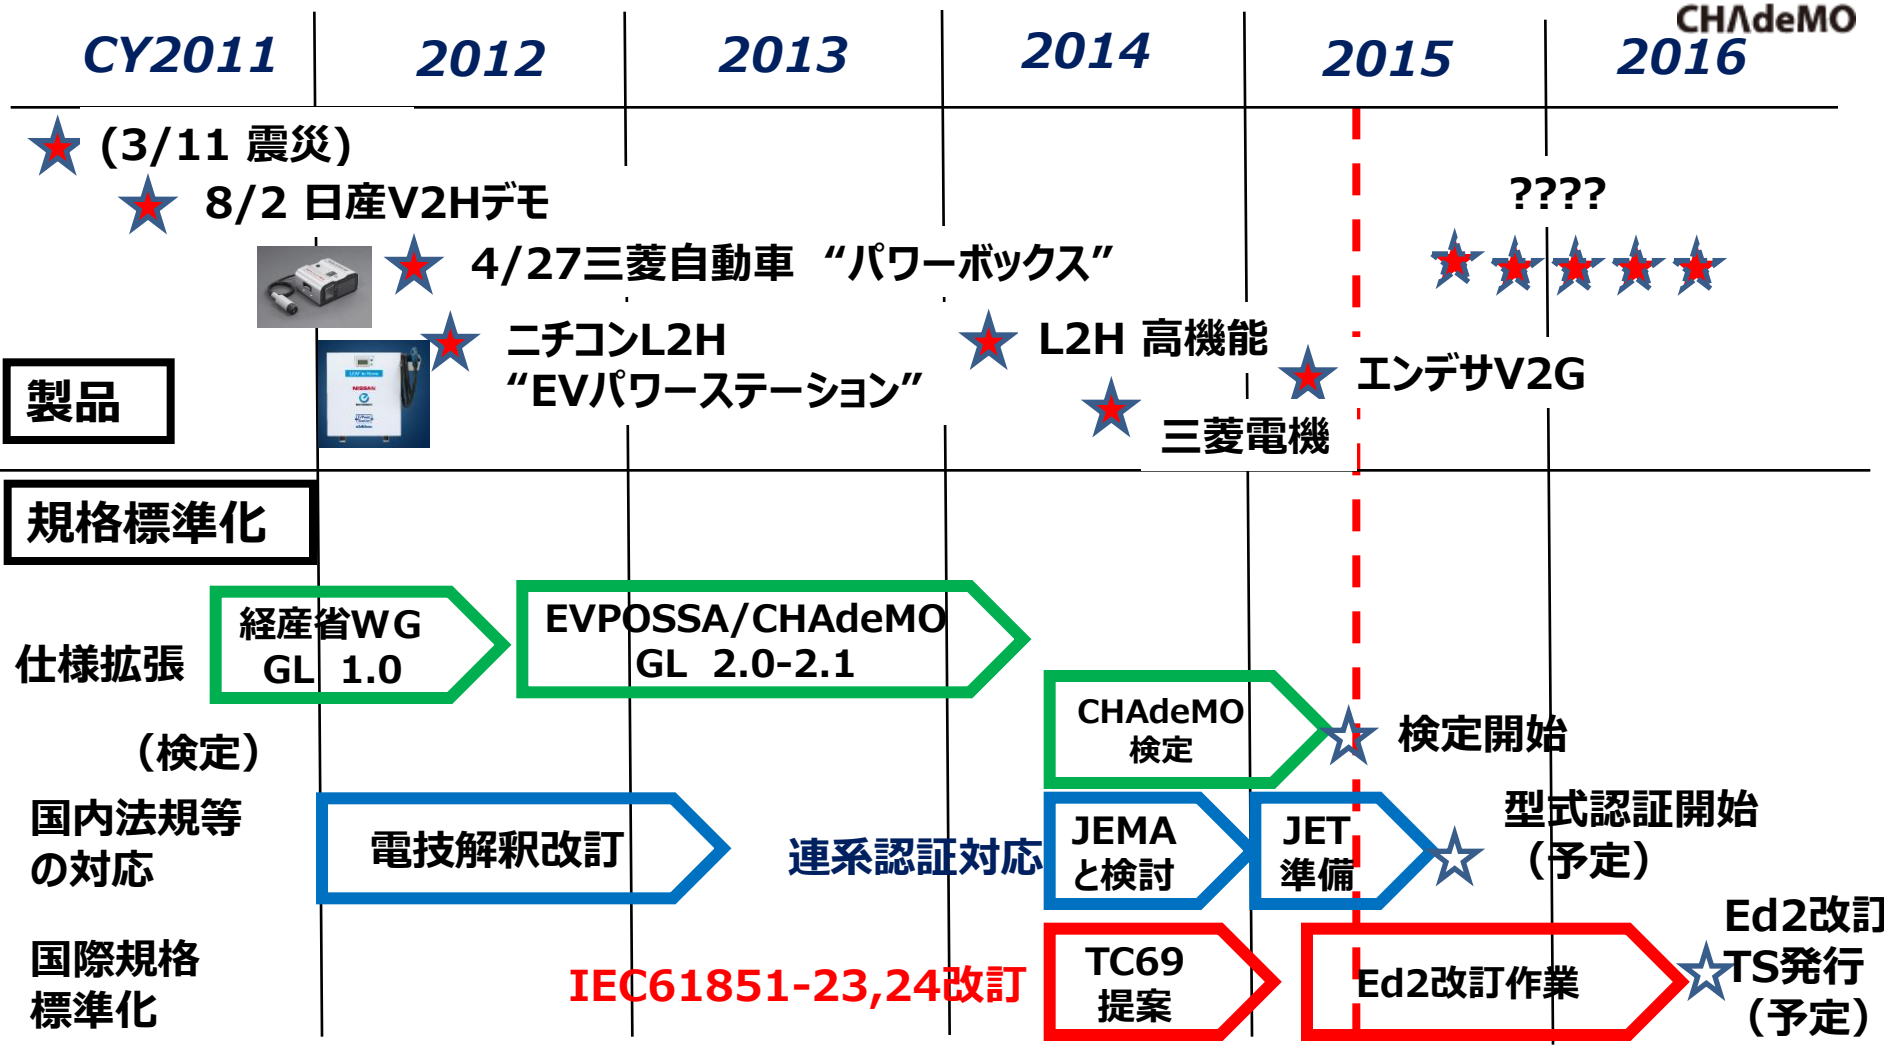 CHAdeMO
CY2011
2012
2013
2014
2015
2016
(3/11 震災)
8/2 日産V2Hデモ
????
4/27三菱自動車 “パワーボックス”
ニチコンL2H
“EVパワーステーション”
L2H 高機能
エンデサV2G
三菱電機
製品
NISSAN
規格標準化
仕様拡張
経産省WG
GL 1.0
EVPOSSA/CHAdeMO
GL 2.0-2.1
(検定)
CHAdeMO
検定
検定開始
国内法規等
の対応
電技解釈改訂
連系認証対応
JEMA
と検討
JET
準備
型式認証開始
(予定)
国際規格
標準化
IEC61851-23,24改訂
TC69
提案
Ed2改訂作業
Ed2改訂
TS発行
(予定)